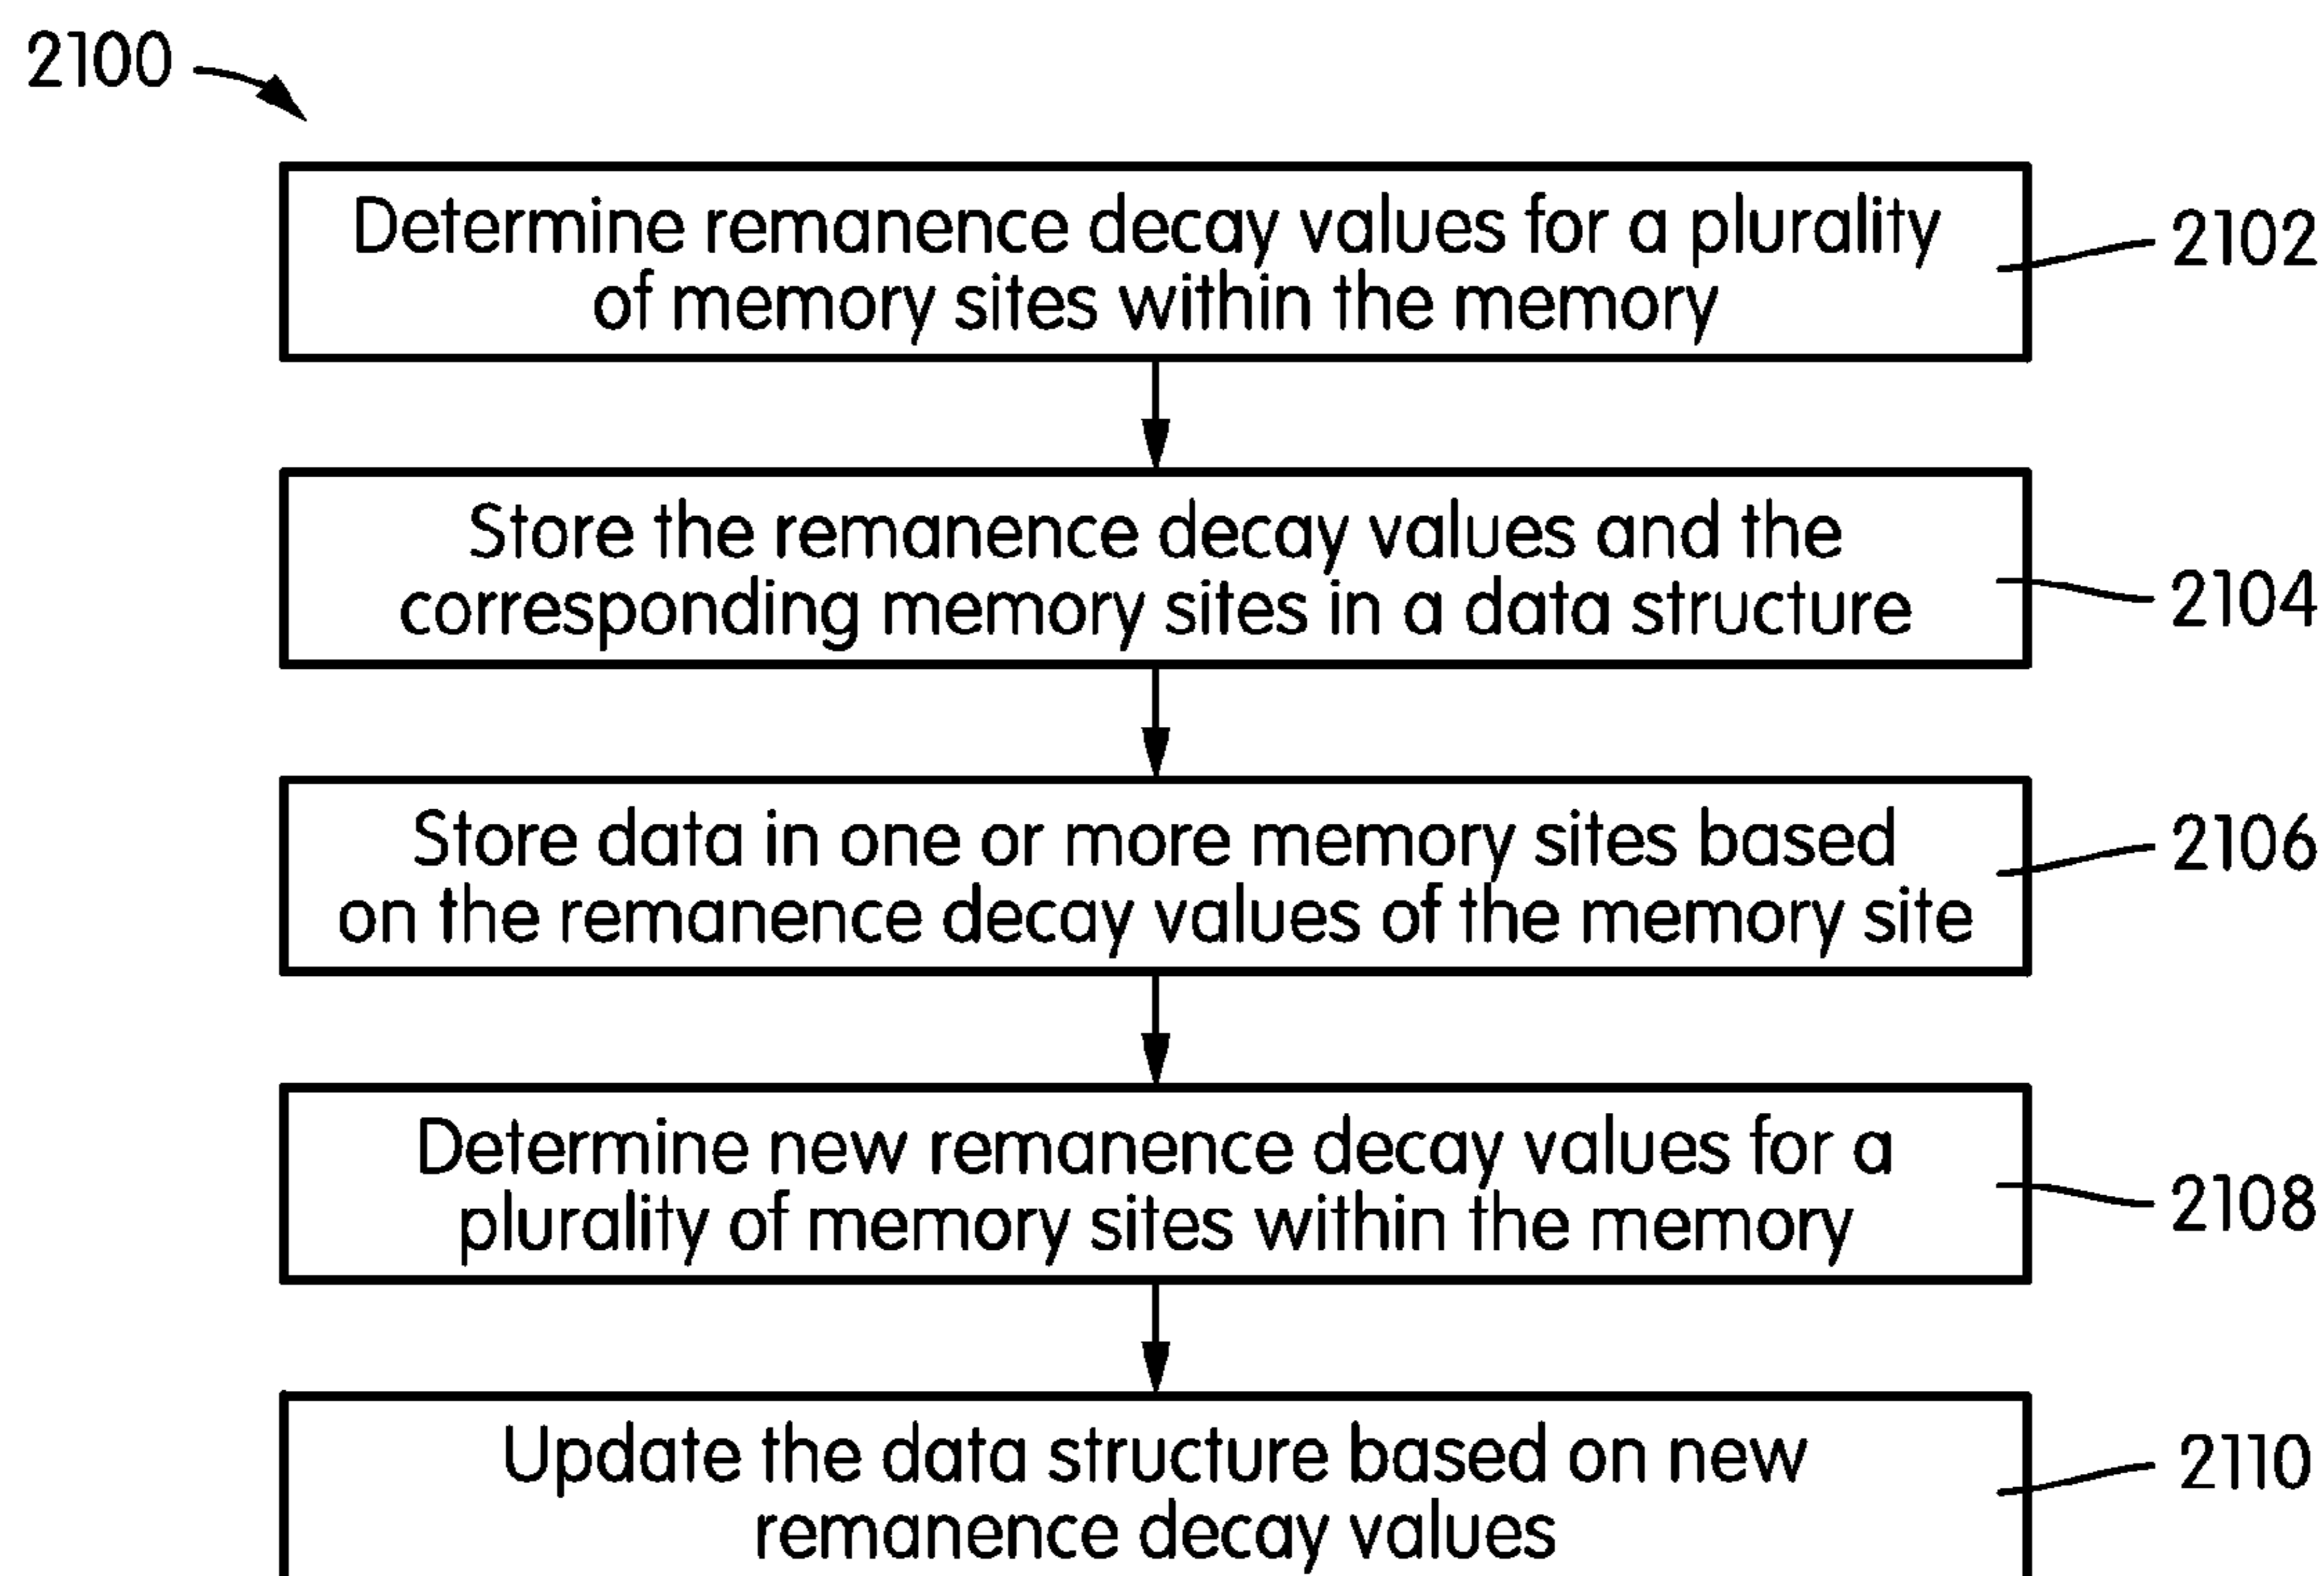 2100
Determine remanence decay values for a plurality
of memory sites within the memory
2102
Store the remanence decay values and the
corresponding memory sites in a data structure
2104
Store data in one or more memory sites based
on the remanence decay values of the memory site
2106
Determine new remanence decay values for a
plurality of memory sites within the memory
2108
Update the data structure based on new
remanence decay values
2110